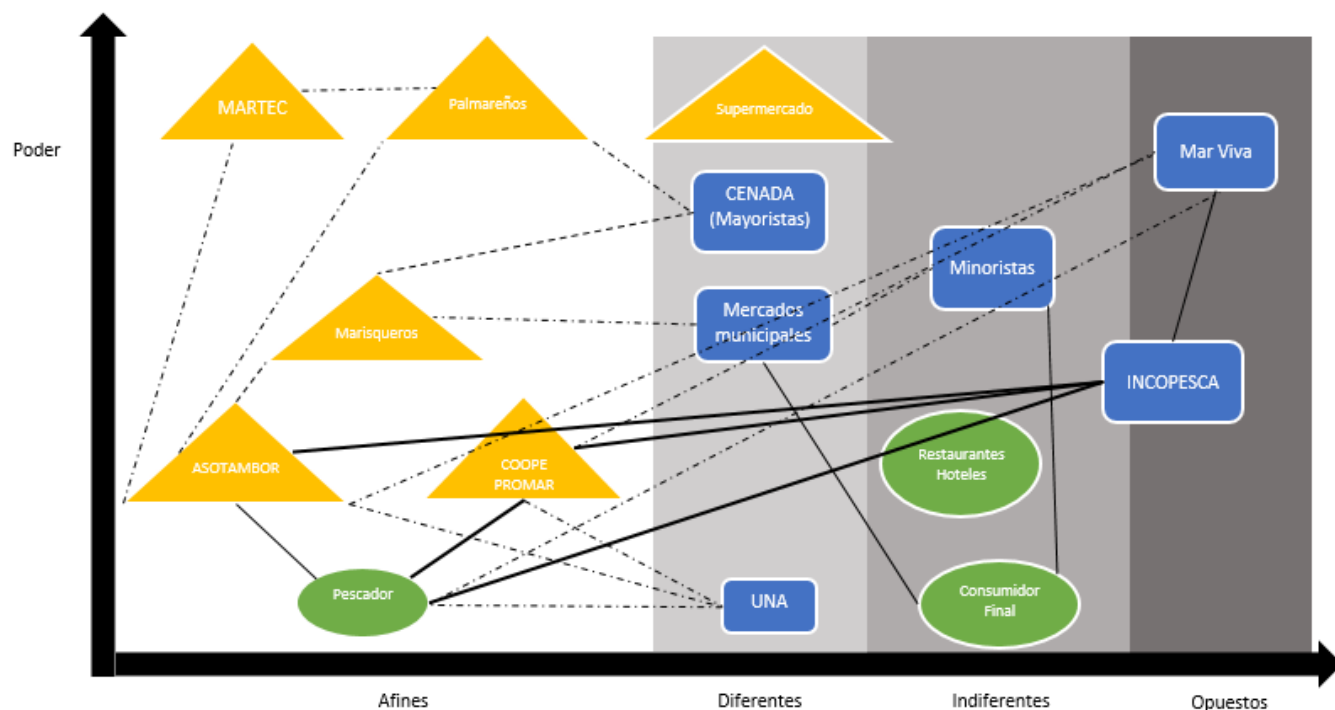 Poder
MARTEC
Palmareños
Supermercado
Mar Viva
CENADA
(Mayoristas)
Minoristas
Marisqueros
Mercados
municipales
INCOPESCA
ASOTAMBOR
COOPE
PROMAR
Restaurantes
Hoteles
Pescador
UNA
Consumidor
Final
Afines
Diferentes
Indiferentes
Opuestos